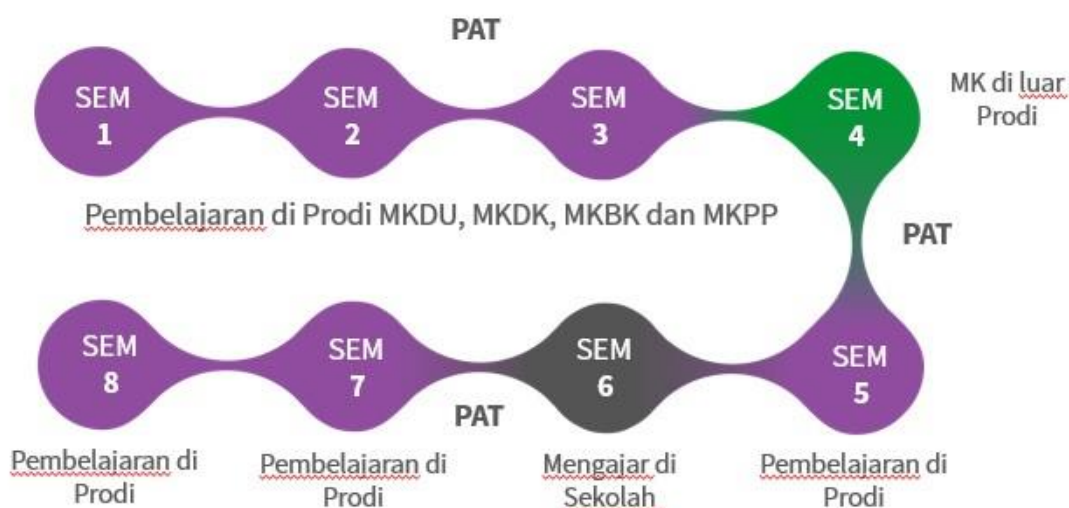 PAT
SEM
1
SEM
2
SEM
3
SEM
4
MK di luar
Prodi
Pembelajaran di Prodi MKDU, MKDK, MKBK dan MKPP
PAT
SEM
8
SEM
7
SEM
6
SEM
5
PAT
Pembelajaran di
Prodi
Pembelajaran di
Prodi
Mengajar di
Sekolah
Pembelajaran di
Prodi